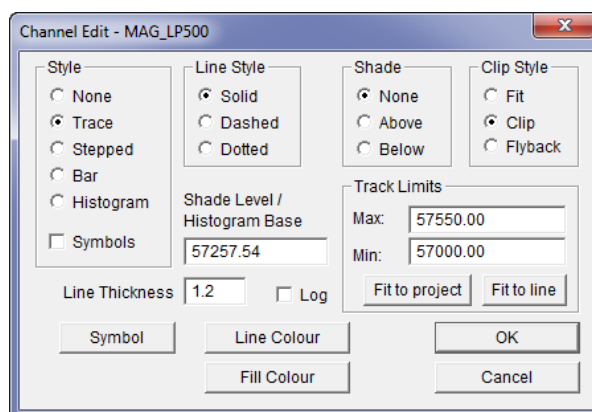 Channel Edit - MAG_LP500
Style
None
Trace
Stepped
Bar
Histogram
Symbols
Line Style
Solid
Dashed
Dotted
Shade
None
Above
Below
Clip Style
Fit
Clip
Flyback
Shade Level /
Histogram Base
57257.54
Track Limits
Max: 57550.00
Min: 57000.00
Fit to project Fit to line
Line Thickness 1.2 Log
Symbol Line Colour OK
Fill Colour Cancel